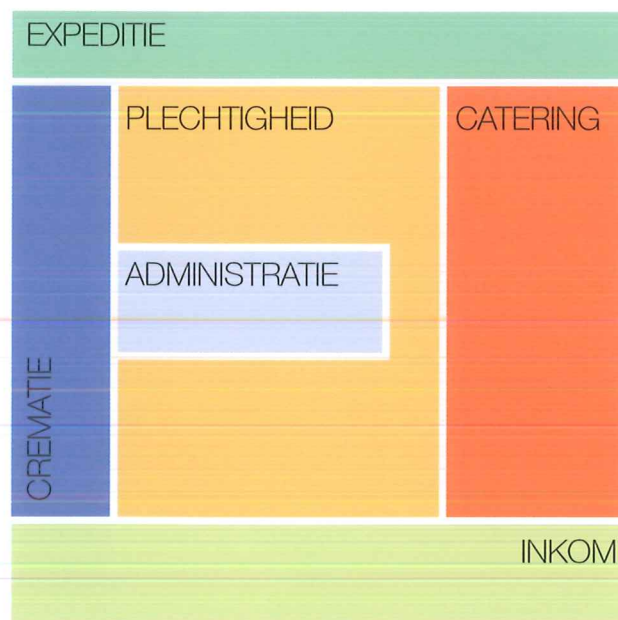 EXPEDITIE
PLECHTIGHEID
CATERING
ADMINISTRATIE
CREMATIE
INKOM